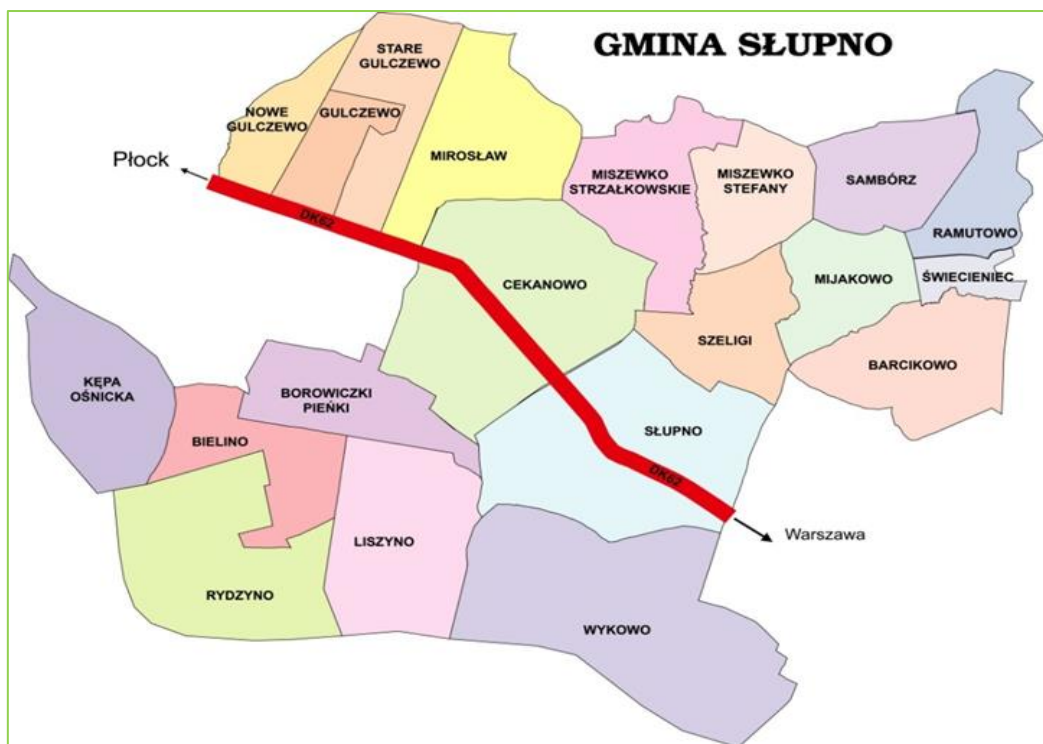 GMINA SŁUPNO
STARE
GULCZEWO
NOWE
GULCZEWO
GULCZEWO
MIROSŁAW
Płock
DK62
MISZEWKO
STRZAŁKOWSKIE
MISZEWKO
STEFANY
SAMBÓRZ
RAMUTOWO
ŚWIECIENIEC
MIJAKOWO
CEKANOWO
SZELIGI
BARCIKOWO
KĘPA
OŚNICKA
BOROWICZKI
PIEŃKI
BIELINO
SŁUPNO
DK62
Warszawa
LISZYNO
RYDZYNO
WYKOWO